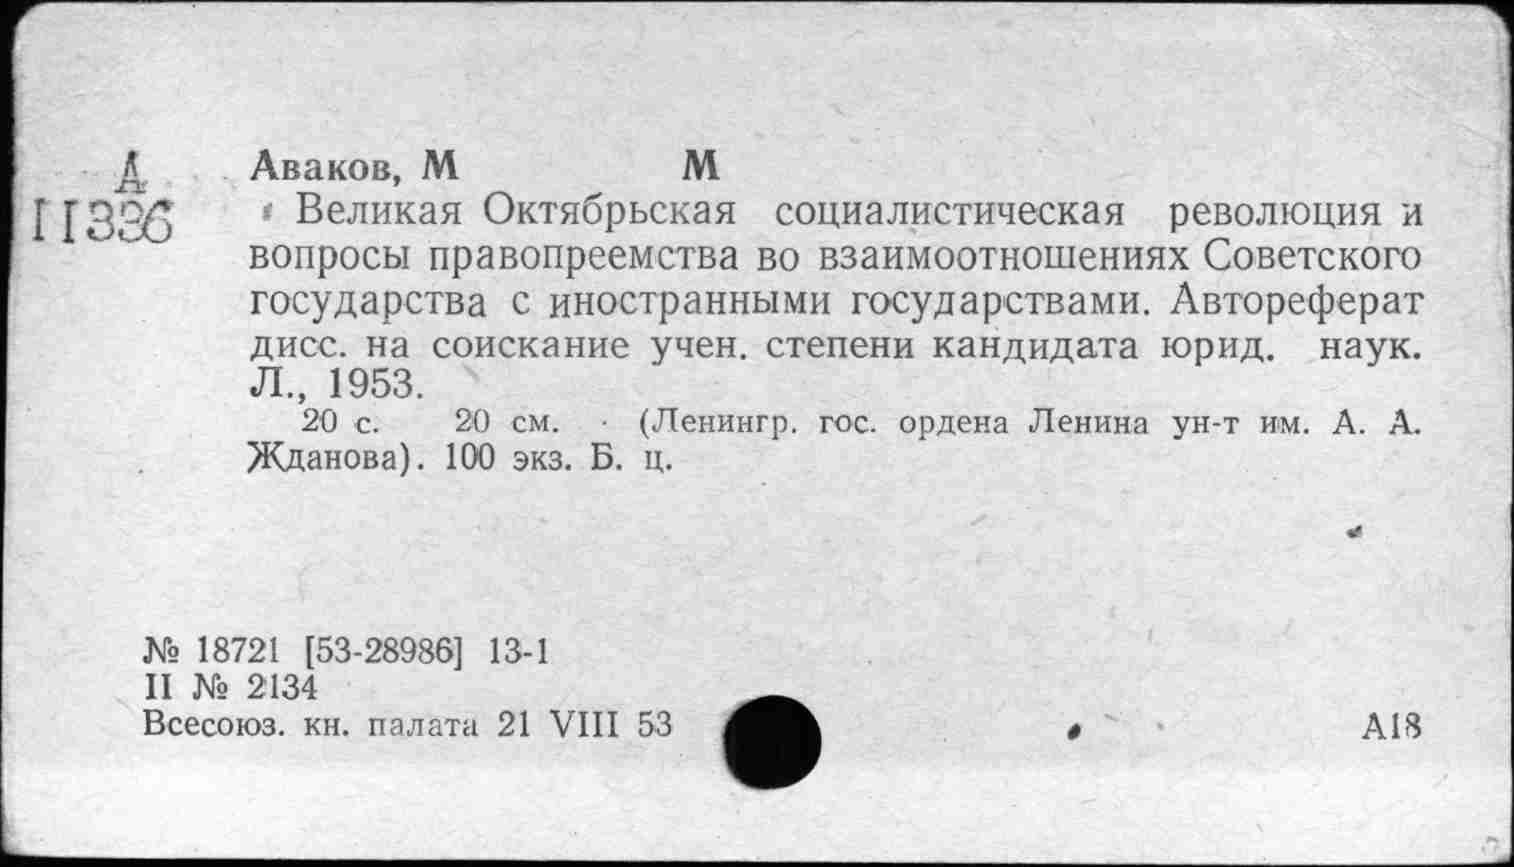 А
П336
Аваков, М М
Великая Октябрьская социалистическая революция и
вопросы правопреемства во взаимоотношениях Советского
государства с иностранными государствами. Автореферат
дисс. на соискание учен. степени кандидата юрид. наук.
Л., 1953.
20 с. 20 см. (Ленингр. гос. ордена Ленина ун-т им. А. А.
Жданова). 100 экз. Б. ц.
№ 18721 [53-28986] 13-1
II № 2134
Всесоюз. кн. палата 21 VIII 53
А18